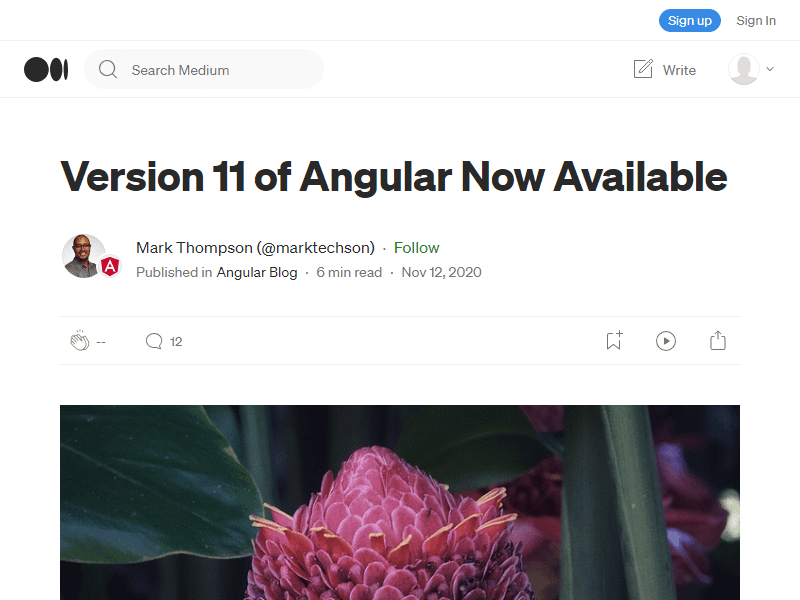 Sign up Sign In
Search Medium Write
Version 11 of Angular Now Available
Mark Thompson (@marktechson) · Follow
Published in Angular Blog · 6 min read · Nov 12, 2020
-- 12